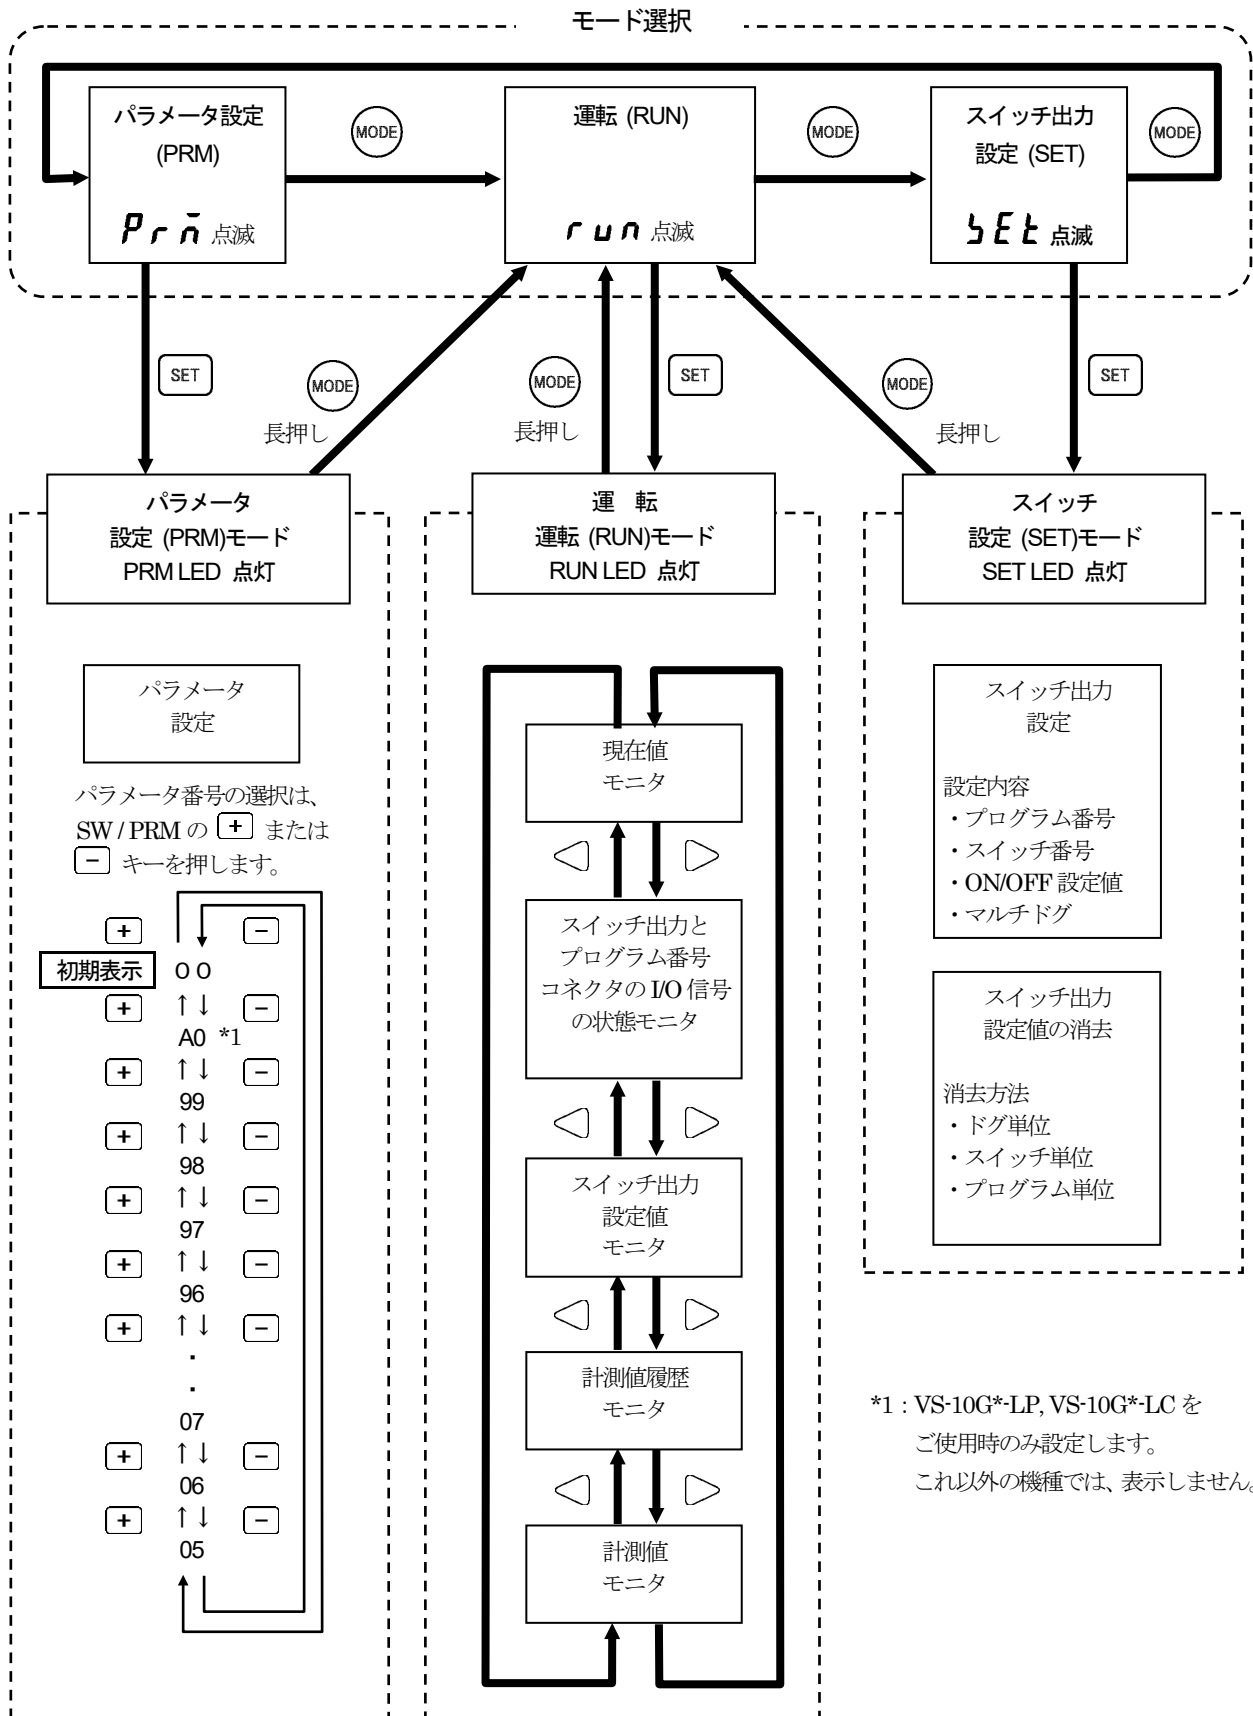 モード選択
パラメータ設定
(PRM)
Prm 点滅
MODE
運転 (RUN)
run 点滅
MODE
スイッチ出力
設定 (SET)
SEt 点滅
MODE
SET
MODE
長押し
MODE
長押し
SET
MODE
長押し
SET
パラメータ
設定 (PRM)モード
PRM LED 点灯
運 転
運転 (RUN)モード
RUN LED 点灯
スイッチ
設定 (SET)モード
SET LED 点灯
パラメータ
設定
パラメータ番号の選択は、
SW / PRM の + または
- キーを押します。
+ -
初期表示 ００
+ ↑↓ -
A0 *1
+ ↑↓ -
99
+ ↑↓ -
98
+ ↑↓ -
97
+ ↑↓ -
96
+ ↑↓ -
・
・
07
+ ↑↓ -
06
+ ↑↓ -
05
現在値
モニタ
スイッチ出力と
プログラム番号
コネクタの I/O 信号
の状態モニタ
スイッチ出力
設定値
モニタ
計測値履歴
モニタ
計測値
モニタ
スイッチ出力
設定
設定内容
・プログラム番号
・スイッチ番号
・ON/OFF 設定値
・マルチドグ
スイッチ出力
設定値の消去
消去方法
・ドグ単位
・スイッチ単位
・プログラム単位
*1 : VS-10G*-LP, VS-10G*-LC を
ご使用時のみ設定します。
これ以外の機種では、表示しません。